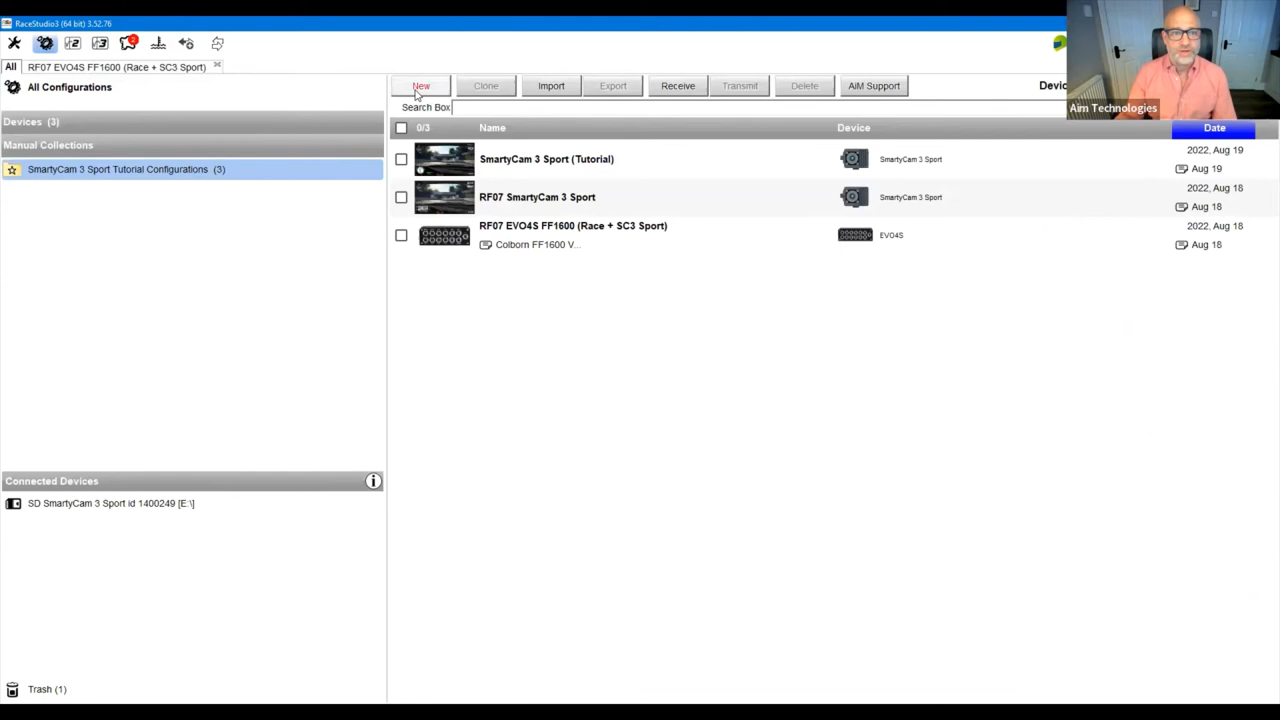 RaceStudio3 (64 bit) 3.52.76
2 3 2
All RF07 EVO4S FF1600 (Race + SC3 Sport)
All Configurations
New Clone Import Export Receive Transmit Delete AiM Support
Search Box
Aim Technologies
Devices (3)
0/3 Name Device Date
Manual Collections
SmartyCam 3 Sport Tutorial Configurations (3)
SmartyCam 3 Sport (Tutorial) SmartyCam 3 Sport 2022, Aug 19
Aug 19
RF07 SmartyCam 3 Sport SmartyCam 3 Sport 2022, Aug 18
Aug 18
RF07 EVO4S FF1600 (Race + SC3 Sport) EVO4S 2022, Aug 18
Colborn FF1600 V... Aug 18
Connected Devices
SD SmartyCam 3 Sport id 1400249 [E:\]
Trash (1)